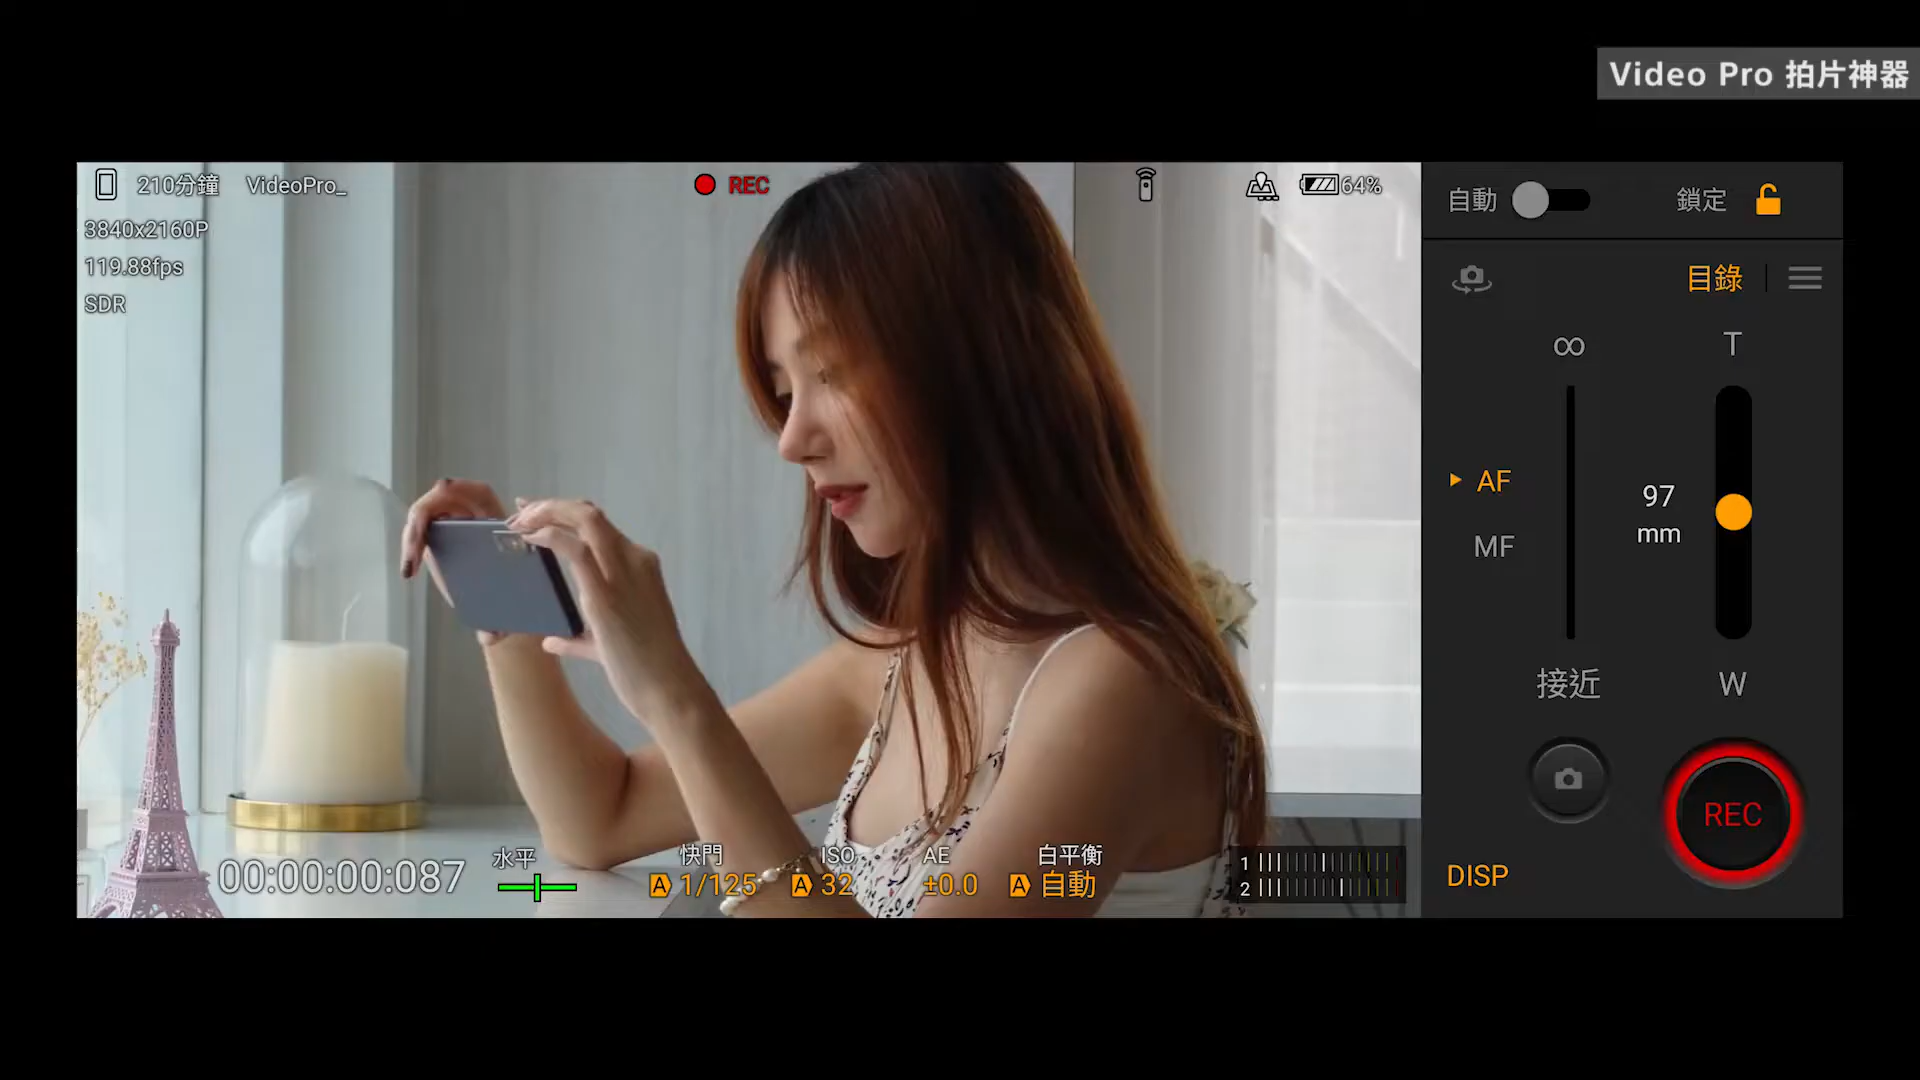 Video Pro 拍片神器
210分鐘 VideoPro_
REC
64%
3840x2160P
119.88fps
SDR
自動
鎖定
目錄
∞
T
AF
MF
97
mm
接近
W
REC
DISP
00:00:00:087
水平
快門
A 1/125
ISO
A 32
AE
±0.0
白平衡
A 自動
1
2